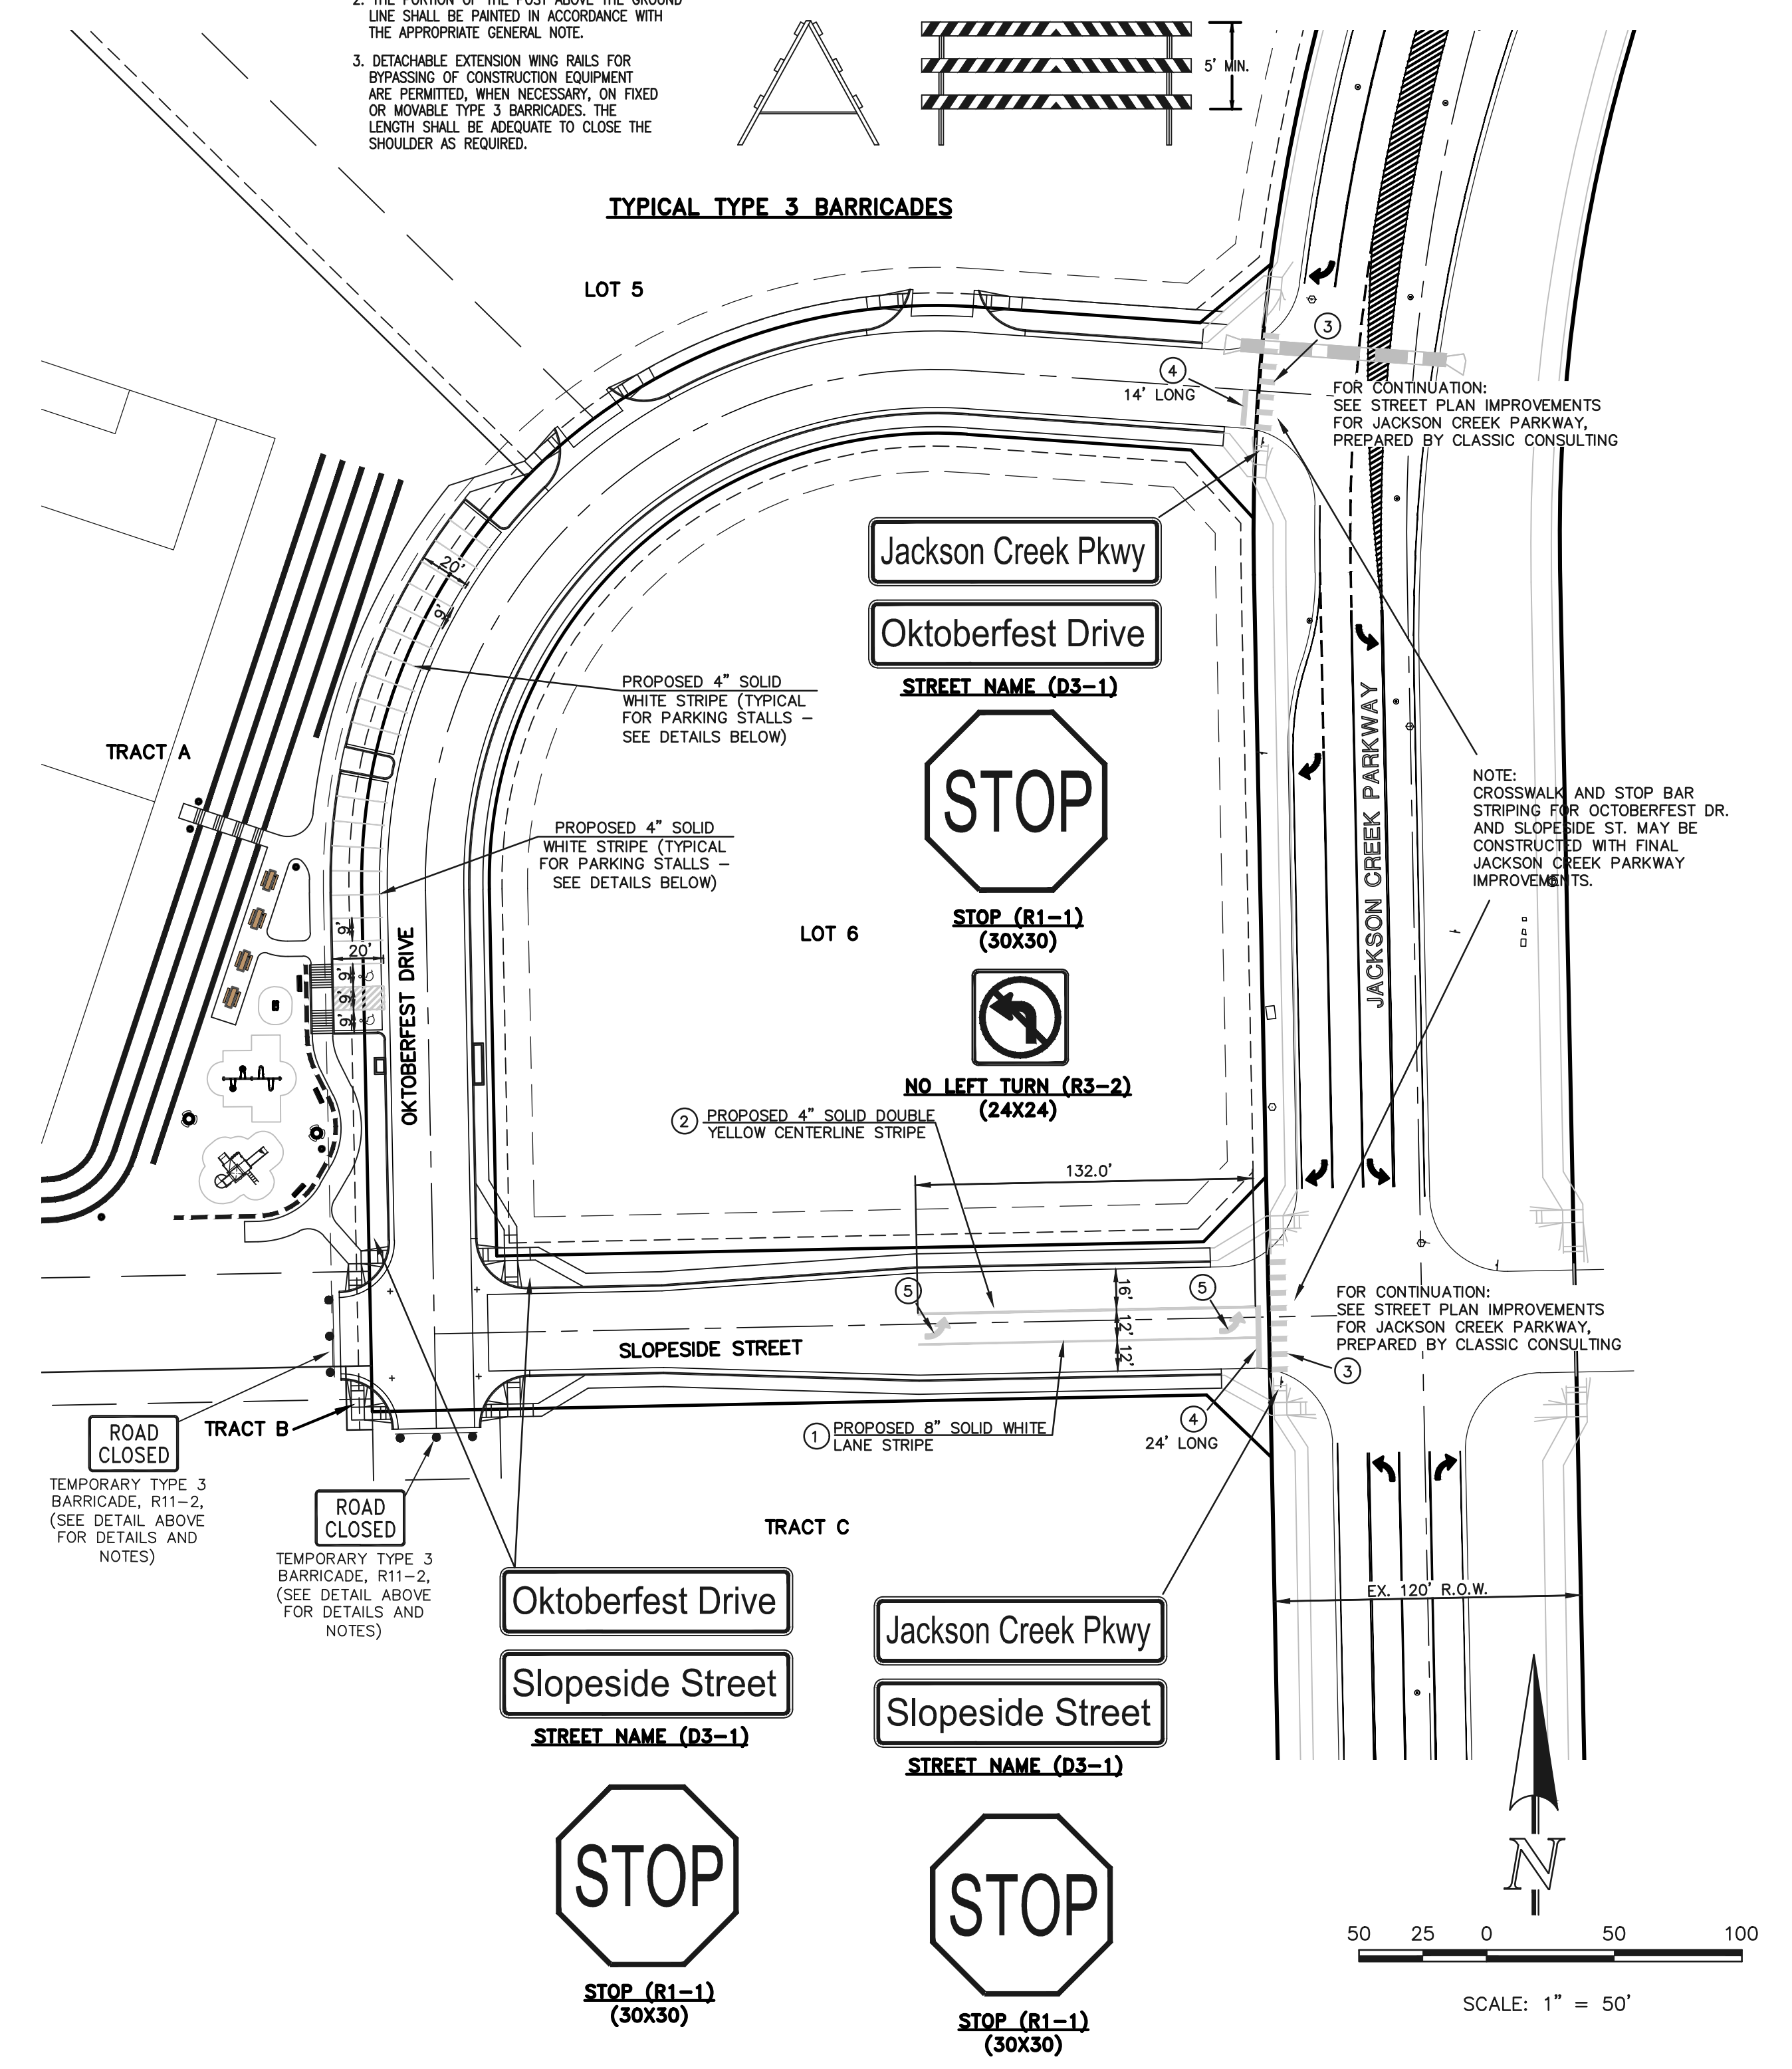 2. THE PORTION OF THE POST ABOVE THE GROUND
LINE SHALL BE PAINTED IN ACCORDANCE WITH
THE APPROPRIATE GENERAL NOTE.
3. DETACHABLE EXTENSION WING RAILS FOR
BYPASSING OF CONSTRUCTION EQUIPMENT
ARE PERMITTED, WHEN NECESSARY, ON FIXED
OR MOVABLE TYPE 3 BARRICADES. THE
LENGTH SHALL BE ADEQUATE TO CLOSE THE
SHOULDER AS REQUIRED.
5' MIN.
TYPICAL TYPE 3 BARRICADES
LOT 5
3
4
14' LONG
FOR CONTINUATION:
SEE STREET PLAN IMPROVEMENTS
FOR JACKSON CREEK PARKWAY,
PREPARED BY CLASSIC CONSULTING
20'
9'
Jackson Creek Pkwy
Oktoberfest Drive
STREET NAME (D3-1)
STOP
STOP (R1-1)
(30X30)
NO LEFT TURN (R3-2)
(24X24)
PROPOSED 4" SOLID
WHITE STRIPE (TYPICAL
FOR PARKING STALLS –
SEE DETAILS BELOW)
TRACT A
PROPOSED 4" SOLID
WHITE STRIPE (TYPICAL
FOR PARKING STALLS –
SEE DETAILS BELOW)
JACKSON CREEK PARKWAY
NOTE:
CROSSWALK AND STOP BAR
STRIPING FOR OCTOBERFEST DR.
AND SLOPESIDE ST. MAY BE
CONSTRUCTED WITH FINAL
JACKSON CREEK PARKWAY
IMPROVEMENTS.
LOT 6
9'
20'
9'
9'
9'
OKTOBERFEST DRIVE
2
PROPOSED 4" SOLID DOUBLE
YELLOW CENTERLINE STRIPE
132.0'
5
5
16'
12'
12'
SLOPESIDE STREET
FOR CONTINUATION:
SEE STREET PLAN IMPROVEMENTS
FOR JACKSON CREEK PARKWAY,
PREPARED BY CLASSIC CONSULTING
3
4
24' LONG
1
PROPOSED 8" SOLID WHITE
LANE STRIPE
ROAD
CLOSED
TRACT B
TEMPORARY TYPE 3
BARRICADE, R11-2,
(SEE DETAIL ABOVE
FOR DETAILS AND
NOTES)
ROAD
CLOSED
TEMPORARY TYPE 3
BARRICADE, R11-2,
(SEE DETAIL ABOVE
FOR DETAILS AND
NOTES)
TRACT C
EX. 120' R.O.W.
Oktoberfest Drive
Slopeside Street
STREET NAME (D3-1)
STOP
STOP (R1-1)
(30X30)
Jackson Creek Pkwy
Slopeside Street
STREET NAME (D3-1)
STOP
STOP (R1-1)
(30X30)
N
50 25 0 50 100
SCALE: 1" = 50'